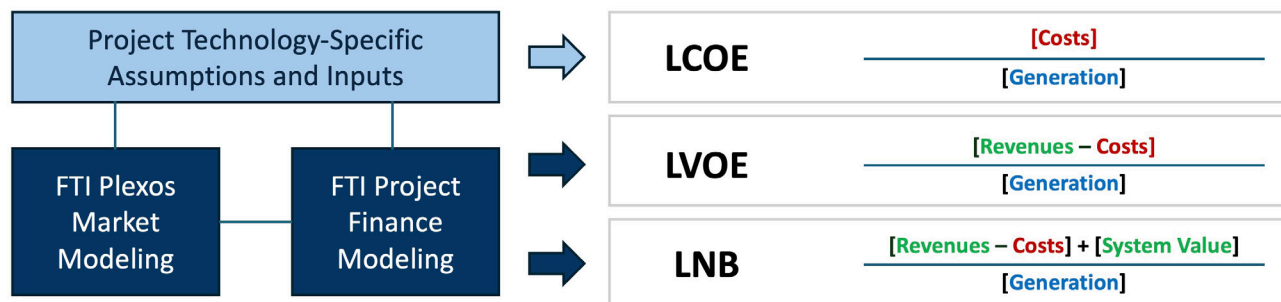 Project Technology-Specific
Assumptions and Inputs
FTI Plexos
Market
Modeling
FTI Project
Finance
Modeling
LCOE
[Costs]
[Generation]
LVOE
[Revenues – Costs]
[Generation]
LNB
[Revenues – Costs] + [System Value]
[Generation]